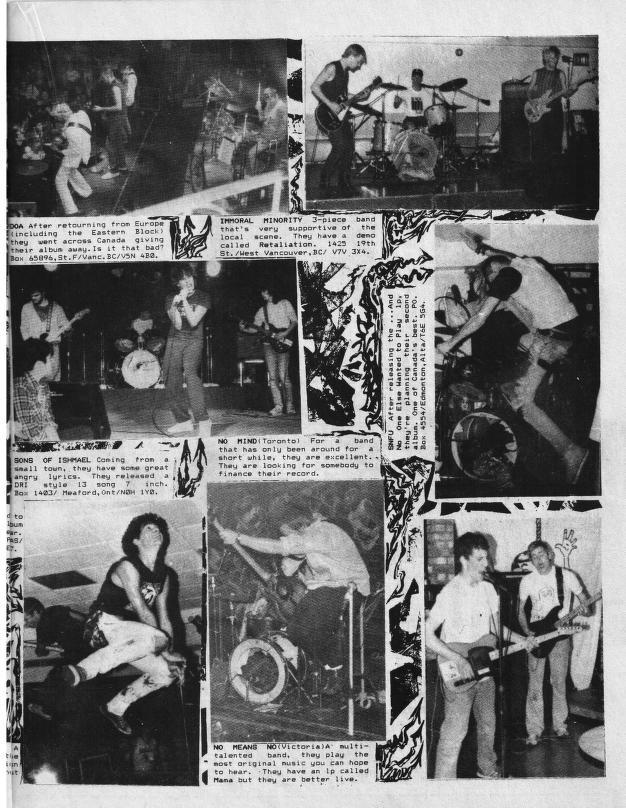 DOA After retourning from Europe
(including the Eastern Block)
they went across Canada giving
their album away.Is it that bad?
Box 65896,St.F/Vanc.BC/V5N 4B0.
IMMORAL MINORITY 3-piece band
that's very supportive of the
local scene. They have a demo
called Retaliation. 1425 19th
St./West Vancouver,BC/ V7V 3X4.
SNFU After releasing the ...And
No One Else Wanted to Play lp,
they're planning their second
album. One of Canada's best. PO.
Box 4554/Edmonton,Alta/T6E 5G4.
SONS OF ISHMAEL Coming from a
small town, they have some great
angry lyrics. They released a
DRI style 13 song 7 inch.
Box 1403/ Meaford,Ont/N0H 1Y0.
NO MIND(Toronto) For a band
that has only been around for a
short while, they are excellent.
They are looking for somebody to
finance their record.
d to
lbum
ear.
A
the
NO MEANS NO(Victoria)A multi-
talented band, they play the
most original music you can hope
to hear. They have an lp called
Mama but they are better live.